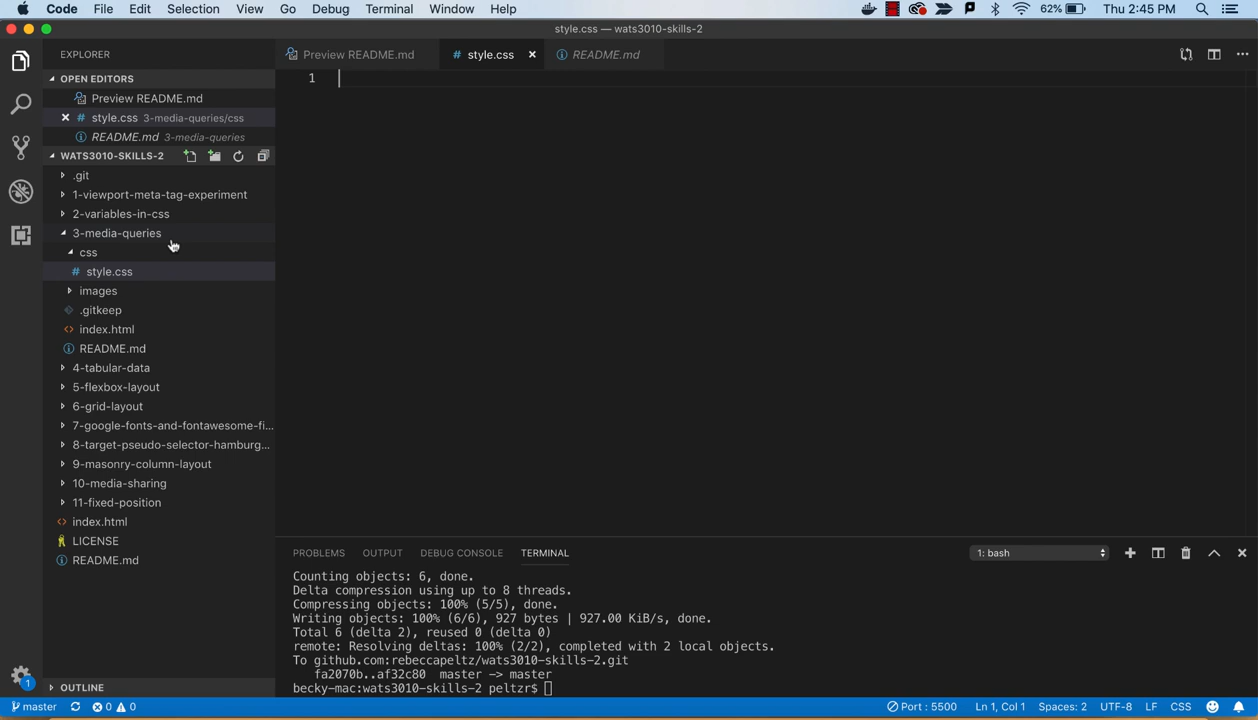 Code File Edit Selection View Go Debug Terminal Window Help 62% Thu 2:45 PM
style.css — wats3010-skills-2
EXPLORER
Preview README.md
# style.css ×
README.md
OPEN EDITORS
Preview README.md
× # style.css 3-media-queries/css
README.md 3-media-queries
WATS3010-SKILLS-2
.git
1-viewport-meta-tag-experiment
2-variables-in-css
3-media-queries
css
# style.css
images
.gitkeep
<> index.html
README.md
4-tabular-data
5-flexbox-layout
6-grid-layout
7-google-fonts-and-fontawesome-fi...
8-target-pseudo-selector-hamburg...
9-masonry-column-layout
10-media-sharing
11-fixed-position
<> index.html
LICENSE
README.md
OUTLINE
1
PROBLEMS OUTPUT DEBUG CONSOLE TERMINAL 1: bash
Counting objects: 6, done.
Delta compression using up to 8 threads.
Compressing objects: 100% (5/5), done.
Writing objects: 100% (6/6), 927 bytes | 927.00 KiB/s, done.
Total 6 (delta 2), reused 0 (delta 0)
remote: Resolving deltas: 100% (2/2), completed with 2 local objects.
To github.com:rebeccapeltz/wats3010-skills-2.git
fa2070b..af32c80 master -> master
becky-mac:wats3010-skills-2 peltzr$
1
master 0 0 Port : 5500 Ln 1, Col 1 Spaces: 2 UTF-8 LF CSS